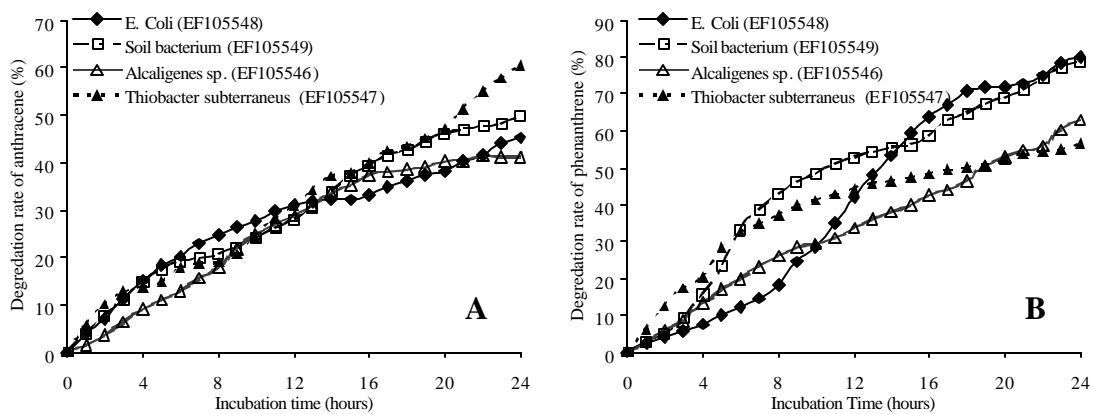 Degredation rate of anthracene (%)
70
60
50
40
30
20
10
0
E. Coli (EF105548)
Soil bacterium (EF105549)
Alcaligenes sp. (EF105546)
Thiobacter subterraneus (EF105547)
A
0 4 8 12 16 20 24
Incubation time (hours)
Degredation rate of phenanthrene (%)
90
80
70
60
50
40
30
20
10
0
E. Coli (EF105548)
Soil bacterium (EF105549)
Alcaligenes sp. (EF105546)
Thiobacter subterraneus (EF105547)
B
0 4 8 12 16 20 24
Incubation Time (hours)